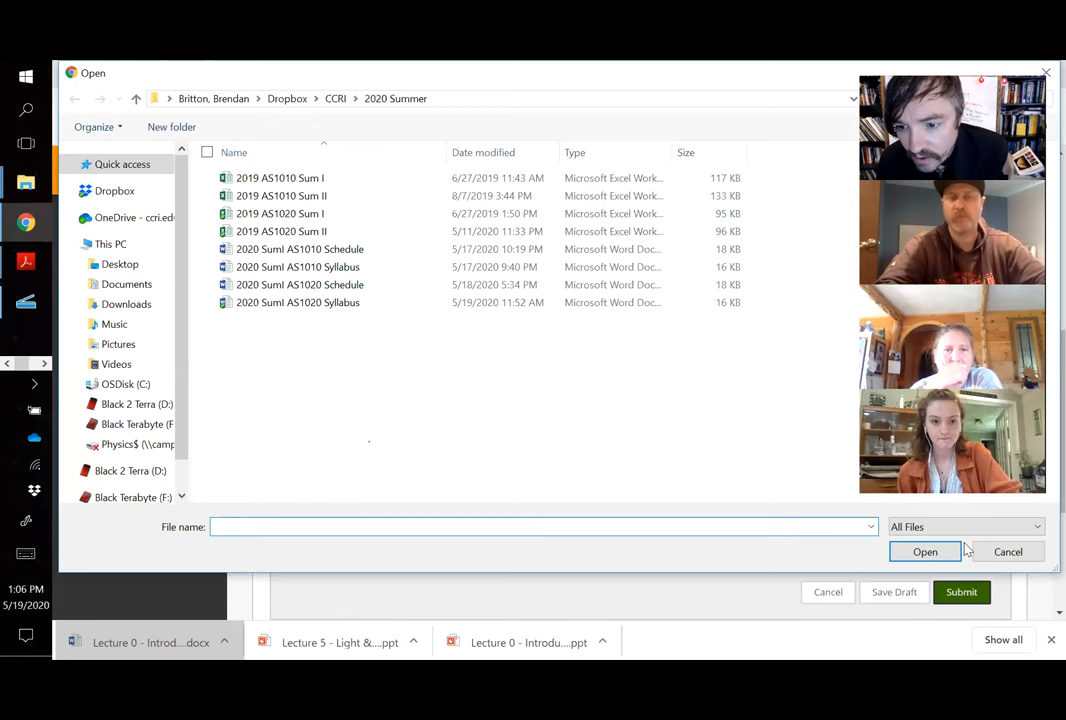 Open
Britton, Brendan > Dropbox > CCRI > 2020 Summer
Organize
New folder
Name
Date modified
Type
Size
Quick access
Dropbox
OneDrive - ccri.ed
This PC
Desktop
Documents
Downloads
Music
Pictures
Videos
OSDisk (C:)
Black 2 Terra (D:)
Black Terabyte (F
Physics$ (\\camp
Black 2 Terra (D:)
Black Terabyte (F:)
2019 AS1010 Sum I 6/27/2019 11:43 AM Microsoft Excel Work... 117 KB
2019 AS1010 Sum II 8/7/2019 3:44 PM Microsoft Excel Work... 133 KB
2019 AS1020 Sum I 6/27/2019 1:50 PM Microsoft Excel Work... 95 KB
2019 AS1020 Sum II 5/11/2020 11:33 PM Microsoft Excel Work... 96 KB
2020 SumI AS1010 Schedule 5/17/2020 10:19 PM Microsoft Word Doc... 18 KB
2020 SumI AS1010 Syllabus 5/17/2020 9:40 PM Microsoft Word Doc... 16 KB
2020 SumI AS1020 Schedule 5/18/2020 5:34 PM Microsoft Word Doc... 18 KB
2020 SumI AS1020 Syllabus 5/19/2020 11:52 AM Microsoft Word Doc... 16 KB
File name:
All Files
Open
Cancel
Cancel
Save Draft
Submit
1:06 PM
5/19/2020
Lecture 0 - Introd....docx
Lecture 5 - Light &....ppt
Lecture 0 - Introdu....ppt
Show all